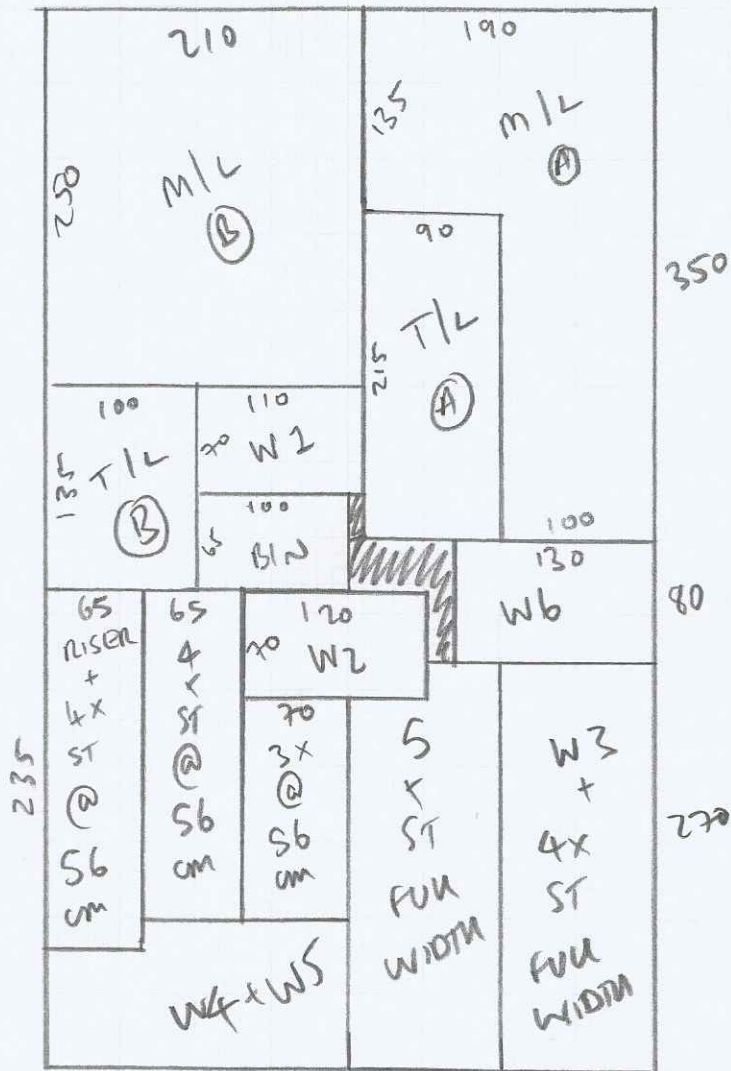 210
250
M/L
B
190
135
M/L
A
350
90
215
T/L
A
100
100
135
T/L
B
110
70 W1
100
65
BIN
130
W6
80
65
RISER
+
4x
ST
@
56
cm
235
65
4
x
ST
@
56
cm
120
70 W2
70
3x
@
56
cm
5
x
ST
FULL
WIDTH
W3
+
4x
ST
FULL
WIDTH
270
W4+W5